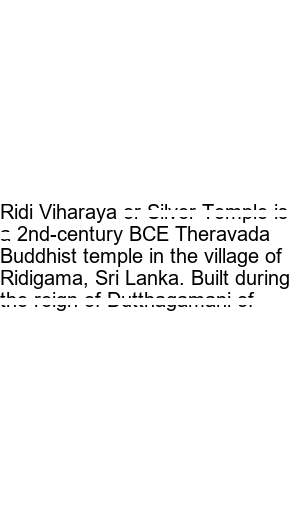 Ridi Viharaya or Silver Temple is
a 2nd-century BCE Theravada
Buddhist temple in the village of
Ridigama, Sri Lanka. Built during
the reign of Dutthagamani of